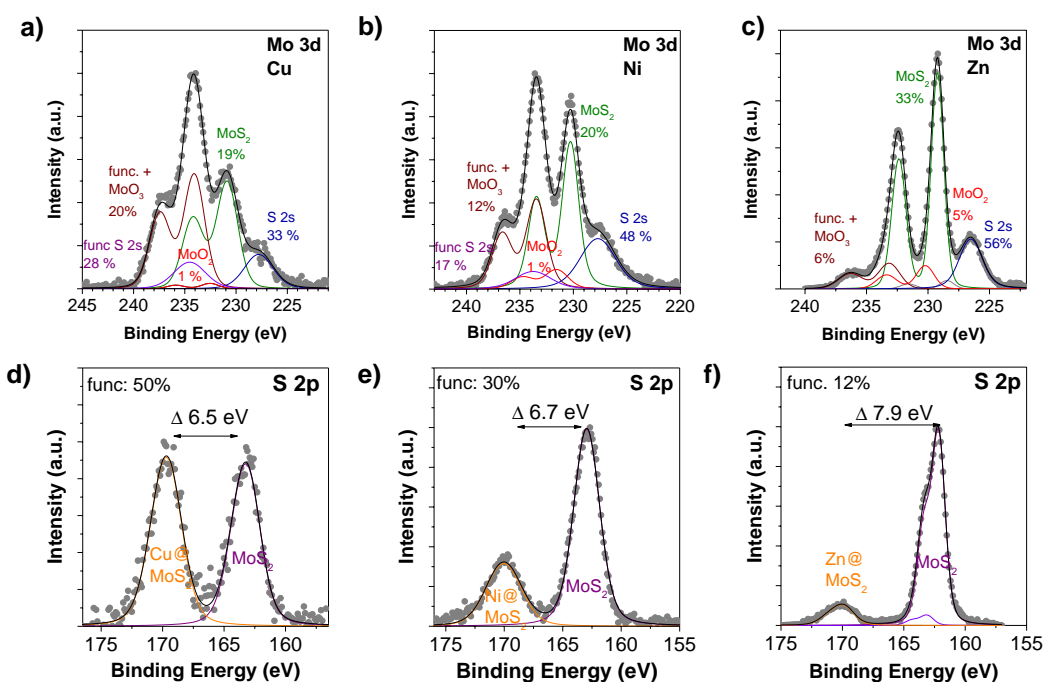 a)
Mo 3d
Cu
MoS2
19%
func. +
MoO3
20%
S 2s
33 %
func S 2s
28 %
MoO2
1 %
245 240 235 230 225
Binding Energy (eV)
Intensity (a.u.)
b)
Mo 3d
Ni
MoS2
20%
func. +
MoO3
12%
S 2s
48 %
func S 2s
17 %
MoO2
1 %
245 240 235 230 225 220
Binding Energy (eV)
Intensity (a.u.)
c)
Mo 3d
Zn
MoS2
33%
MoO2
5%
func. +
MoO3
6%
S 2s
56%
240 235 230 225
Binding Energy (eV)
Intensity (a.u.)
d)
func: 50%
S 2p
Δ 6.5 eV
Cu@
MoS2
MoS2
175 170 165 160
Binding Energy (eV)
Intensity (a.u.)
e)
func: 30%
S 2p
Δ 6.7 eV
Ni@
MoS2
MoS2
175 170 165 160 155
Binding Energy (eV)
Intensity (a.u.)
f)
func. 12%
S 2p
Δ 7.9 eV
Zn@
MoS2
MoS2
175 170 165 160 155
Binding Energy (eV)
Intensity (a.u.)